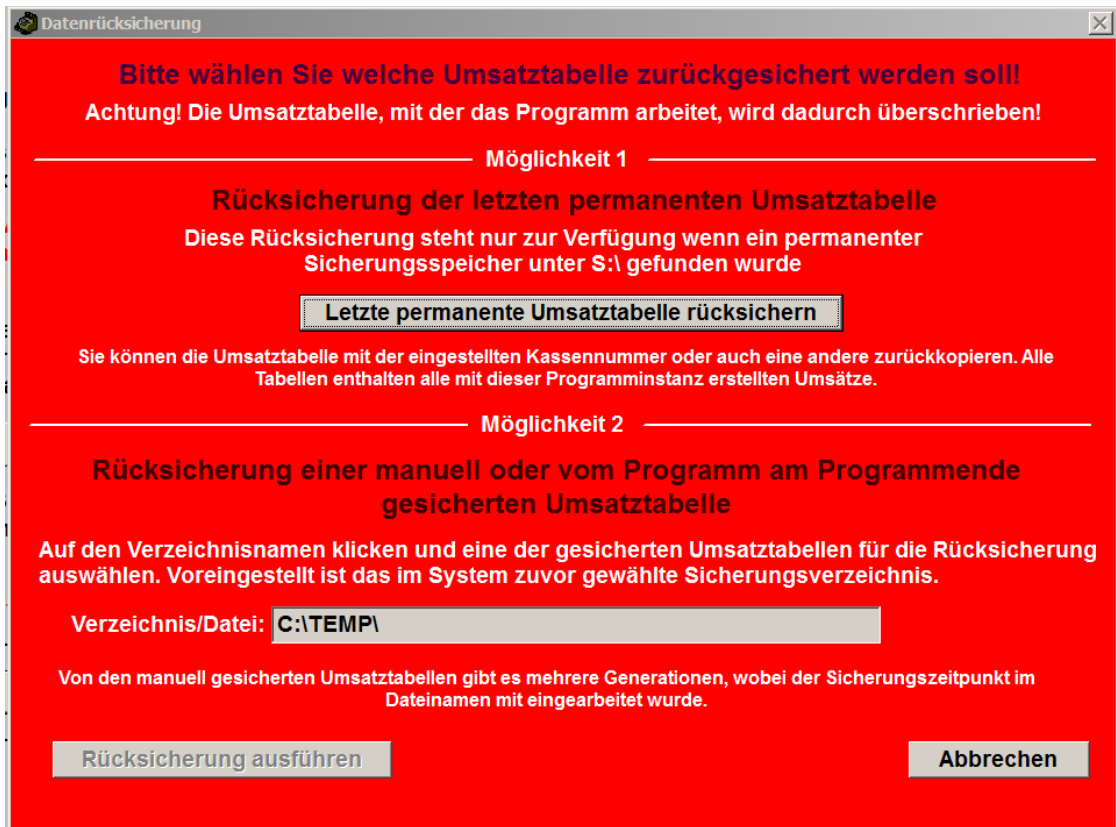 Datenrücksicherung
Bitte wählen Sie welche Umsatztabelle zurückgesichert werden soll!
Achtung! Die Umsatztabelle, mit der das Programm arbeitet, wird dadurch überschrieben!
Möglichkeit 1
Rücksicherung der letzten permanenten Umsatztabelle
Diese Rücksicherung steht nur zur Verfügung wenn ein permanenter
Sicherungsspeicher unter S:\ gefunden wurde
Letzte permanente Umsatztabelle rücksichern
Sie können die Umsatztabelle mit der eingestellten Kassennummer oder auch eine andere zurückkopieren. Alle
Tabellen enthalten alle mit dieser Programminstanz erstellten Umsätze.
Möglichkeit 2
Rücksicherung einer manuell oder vom Programm am Programmende
gesicherten Umsatztabelle
Auf den Verzeichnisnamen klicken und eine der gesicherten Umsatztabellen für die Rücksicherung
auswählen. Voreingestellt ist das im System zuvor gewählte Sicherungsverzeichnis.
Verzeichnis/Datei: C:\TEMP\
Von den manuell gesicherten Umsatztabellen gibt es mehrere Generationen, wobei der Sicherungszeitpunkt im
Dateinamen mit eingearbeitet wurde.
Rücksicherung ausführen Abbrechen